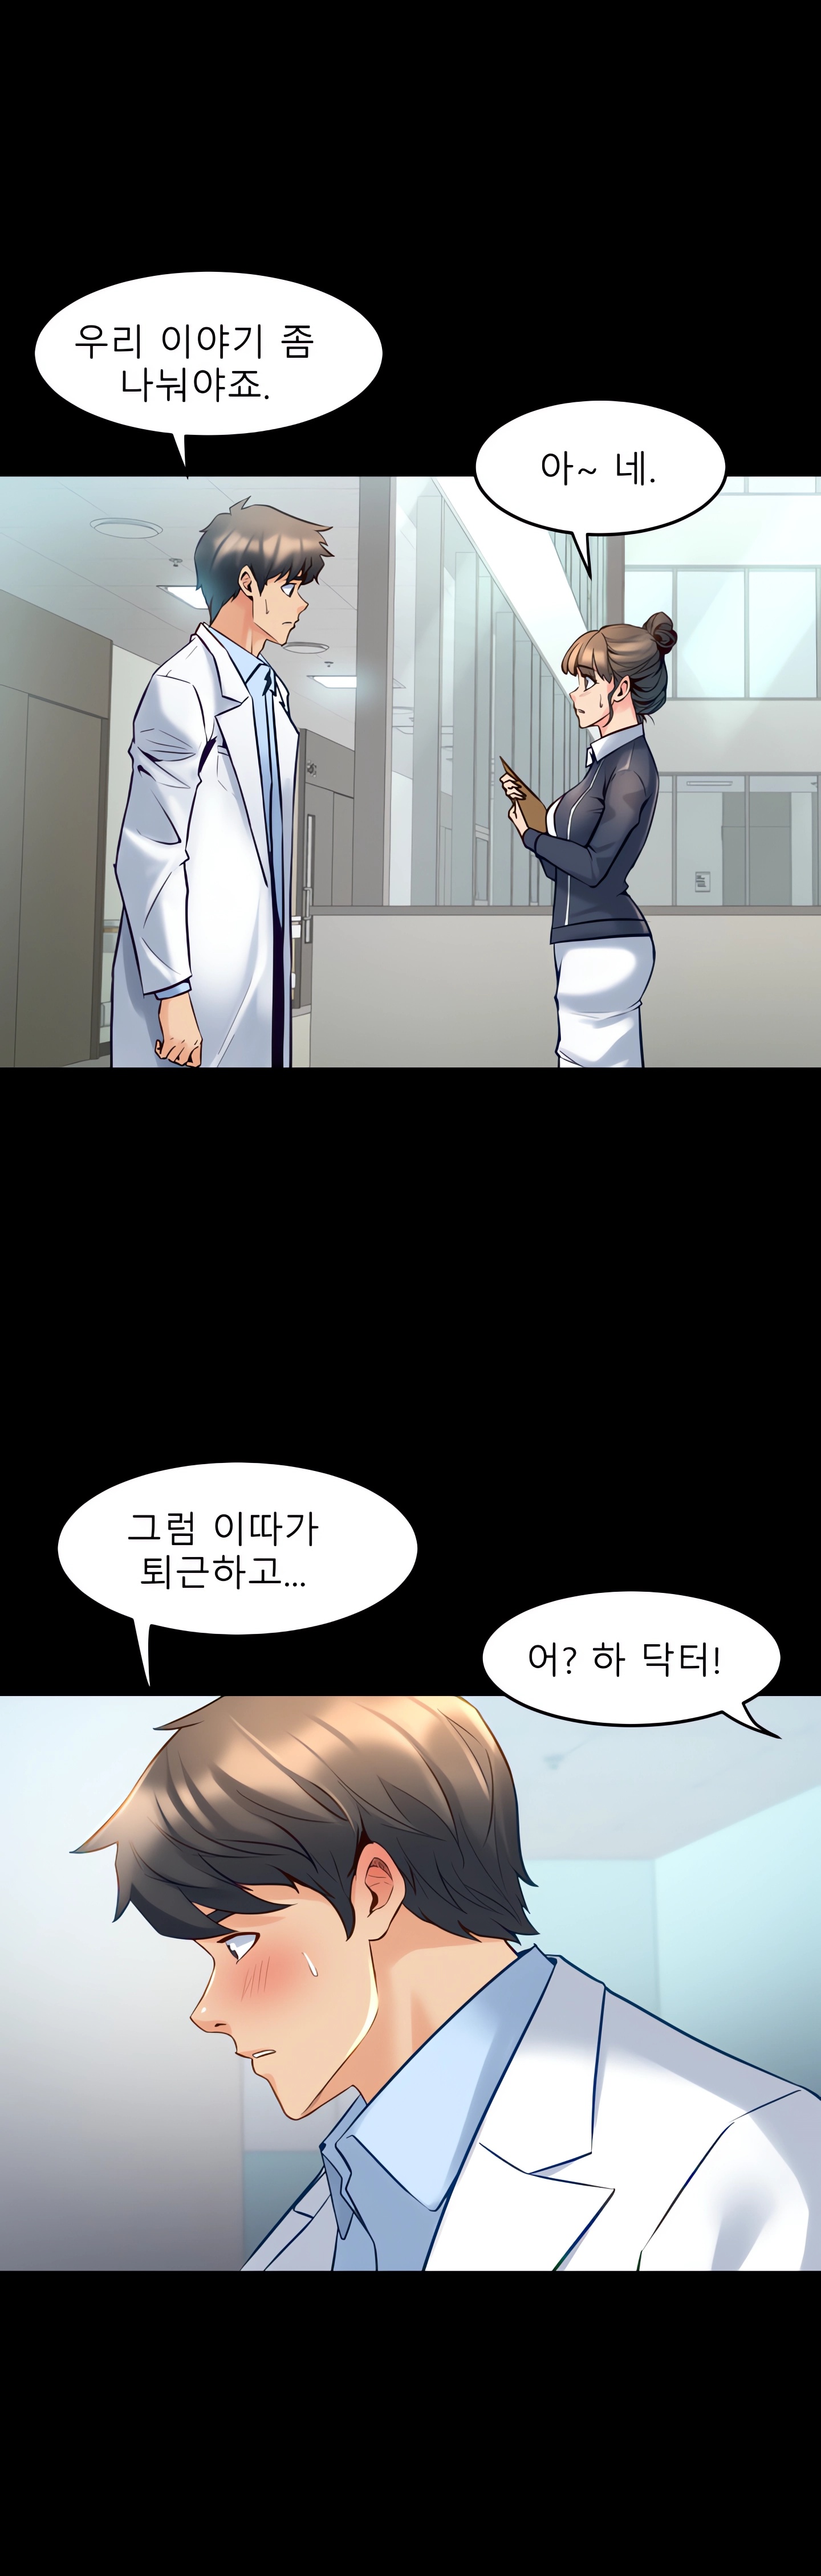 우리 이야기 좀
나눠야죠.
아~ 네.
그럼 이따가
퇴근하고...
어? 하 닥터!